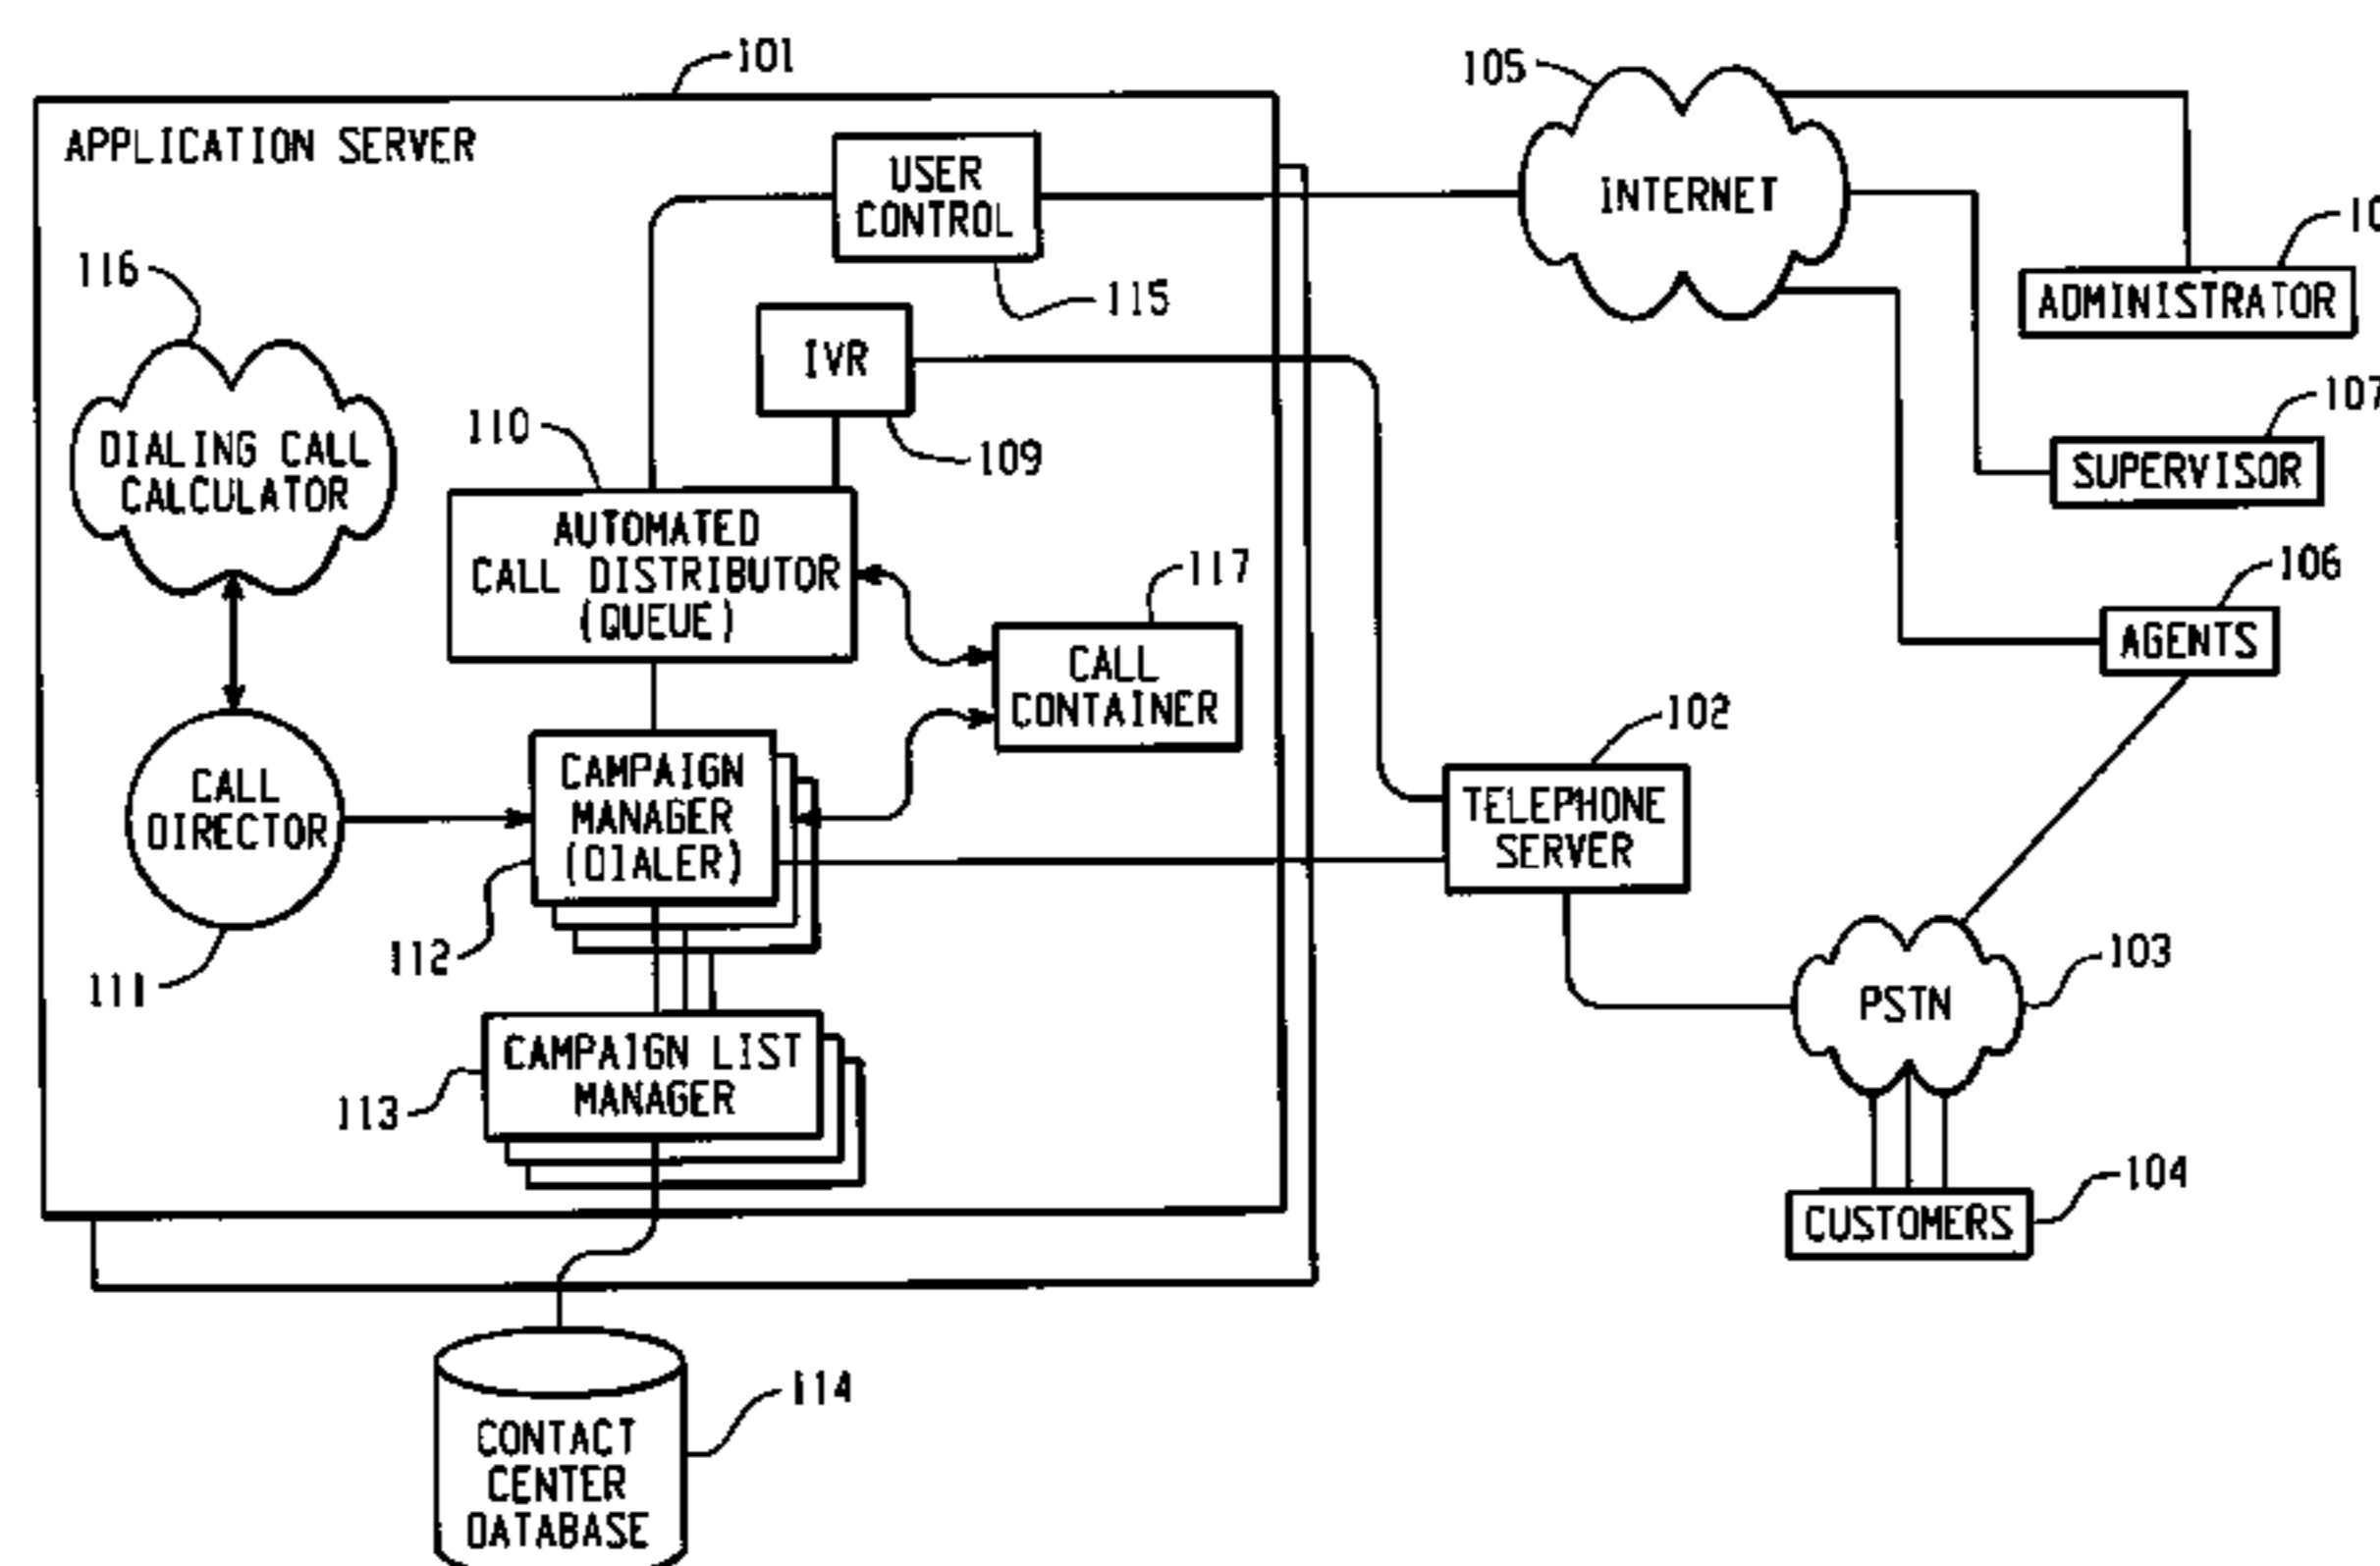 101
105
APPLICATION SERVER
USER
CONTROL
INTERNET
10
116
115
ADMINISTRATOR
IVR
107
110
109
DIALING CALL
CALCULATOR
SUPERVISOR
AUTOMATED
CALL DISTRIBUTOR
(QUEUE)
117
106
CALL
CONTAINER
AGENTS
102
CAMPAIGN
MANAGER
(DIALER)
CALL
DIRECTOR
TELEPHONE
SERVER
112
111
103
PSTN
CAMPAIGN LIST
MANAGER
113
104
CUSTOMERS
114
CONTACT
CENTER
DATABASE